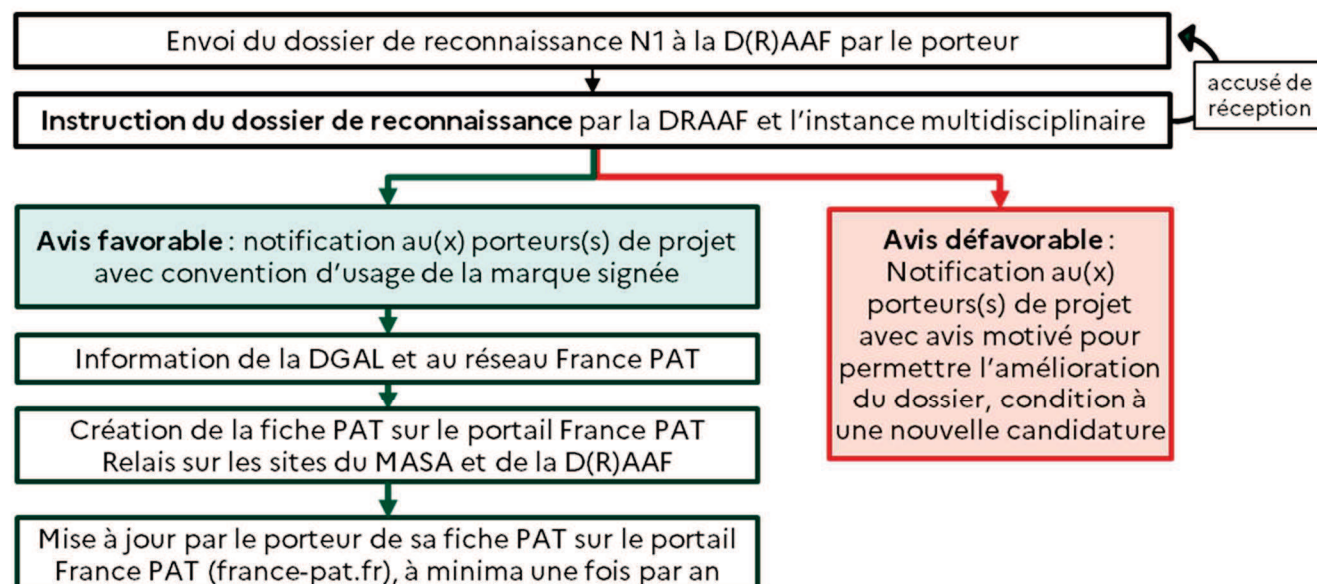 Envoi du dossier de reconnaissance N1 à la D(R)AAF par le porteur
accusé de
réception
Instruction du dossier de reconnaissance par la DRAAF et l'instance multidisciplinaire
Avis favorable : notification au(x) porteurs(s) de projet
avec convention d'usage de la marque signée
Information de la DGAL et au réseau France PAT
Création de la fiche PAT sur le portail France PAT
Relais sur les sites du MASA et de la D(R)AAF
Mise à jour par le porteur de sa fiche PAT sur le portail
France PAT (france-pat.fr), à minima une fois par an
Avis défavorable :
Notification au(x)
porteurs(s) de projet
avec avis motivé pour
permettre l'amélioration
du dossier, condition à
une nouvelle candidature